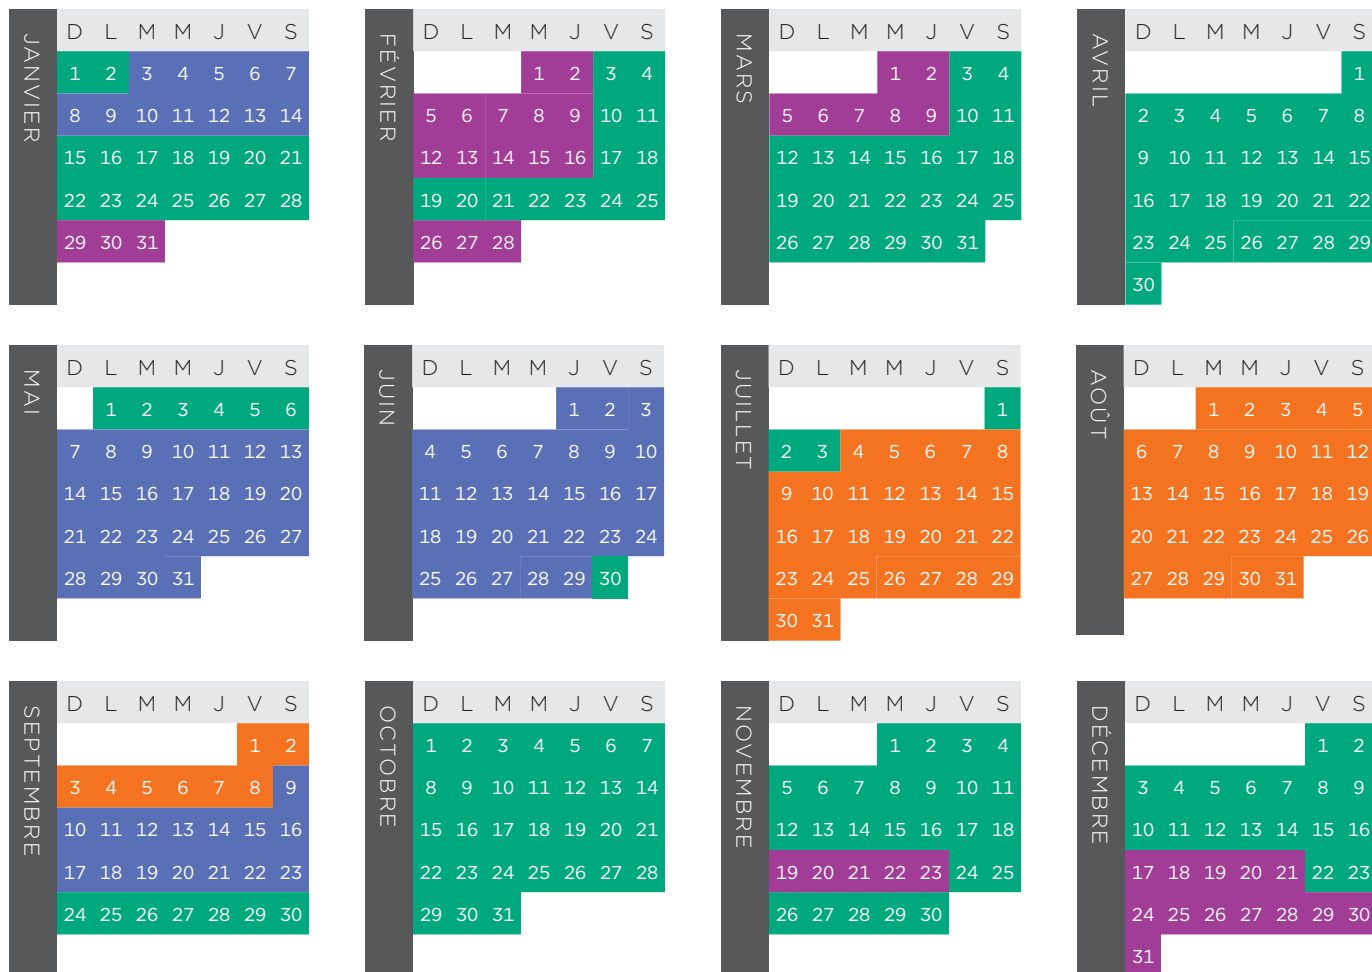 JANVIER
D L M M J V S
1 2 3 4 5 6 7
8 9 10 11 12 13 14
15 16 17 18 19 20 21
22 23 24 25 26 27 28
29 30 31
FÉVRIER
D L M M J V S
1 2 3 4
5 6 7 8 9 10 11
12 13 14 15 16 17 18
19 20 21 22 23 24 25
26 27 28
MARS
D L M M J V S
1 2 3 4
5 6 7 8 9 10 11
12 13 14 15 16 17 18
19 20 21 22 23 24 25
26 27 28 29 30 31
AVRIL
D L M M J V S
1
2 3 4 5 6 7 8
9 10 11 12 13 14 15
16 17 18 19 20 21 22
23 24 25 26 27 28 29
30
MAI
D L M M J V S
1 2 3 4 5 6
7 8 9 10 11 12 13
14 15 16 17 18 19 20
21 22 23 24 25 26 27
28 29 30 31
JUIN
D L M M J V S
1 2 3
4 5 6 7 8 9 10
11 12 13 14 15 16 17
18 19 20 21 22 23 24
25 26 27 28 29 30
JUILLET
D L M M J V S
1
2 3 4 5 6 7 8
9 10 11 12 13 14 15
16 17 18 19 20 21 22
23 24 25 26 27 28 29
30 31
AOÛT
D L M M J V S
1 2 3 4 5
6 7 8 9 10 11 12
13 14 15 16 17 18 19
20 21 22 23 24 25 26
27 28 29 30 31
SEPTEMBRE
D L M M J V S
1 2
3 4 5 6 7 8 9
10 11 12 13 14 15 16
17 18 19 20 21 22 23
24 25 26 27 28 29 30
OCTOBRE
D L M M J V S
1 2 3 4 5 6 7
8 9 10 11 12 13 14
15 16 17 18 19 20 21
22 23 24 25 26 27 28
29 30 31
NOVEMBRE
D L M M J V S
1 2 3 4
5 6 7 8 9 10 11
12 13 14 15 16 17 18
19 20 21 22 23 24 25
26 27 28 29 30
DÉCEMBRE
D L M M J V S
1 2
3 4 5 6 7 8 9
10 11 12 13 14 15 16
17 18 19 20 21 22 23
24 25 26 27 28 29 30
31